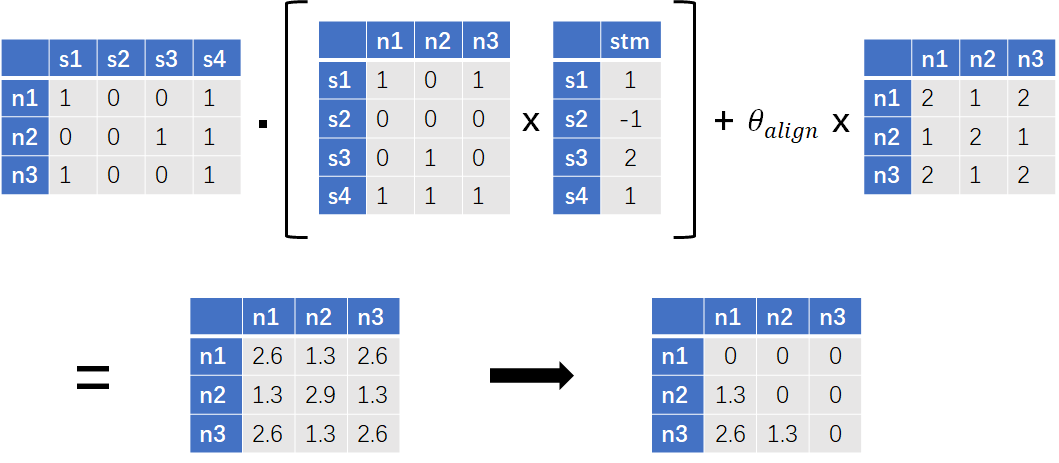 s1 s2 s3 s4
n1 1 0 0 1
n2 0 0 1 1
n3 1 0 0 1
·
[
n1 n2 n3
s1 1 0 1
s2 0 0 0
s3 0 1 0
s4 1 1 1
x
stm
s1 1
s2 -1
s3 2
s4 1
]
+ θalign x
n1 n2 n3
n1 2 1 2
n2 1 2 1
n3 2 1 2
=
n1 n2 n3
n1 2.6 1.3 2.6
n2 1.3 2.9 1.3
n3 2.6 1.3 2.6
n1 n2 n3
n1 0 0 0
n2 1.3 0 0
n3 2.6 1.3 0